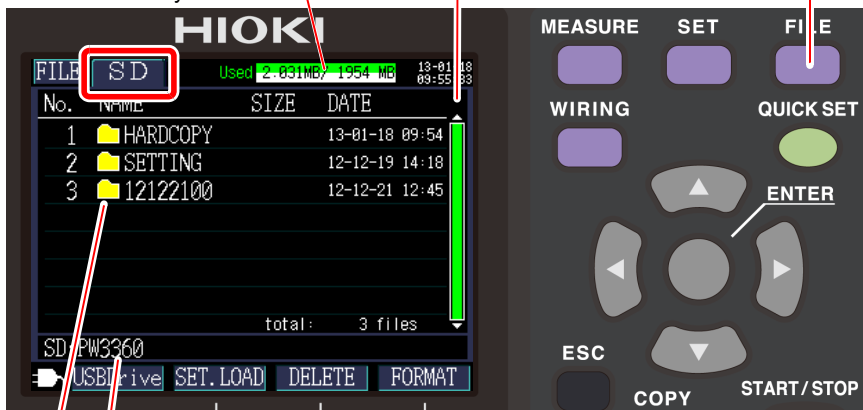 HIOKI
MEASURE SET FILE
FILE SD Used 2.031MB/ 1954 MB 13-01-18
09:55:33
No. NAME SIZE DATE
WIRING QUICK SET
1 HARDCOPY 13-01-18 09:54
2 SETTING 12-12-19 14:18
3 12122100 12-12-21 12:45
ENTER
total: 3 files
SD:PW3360
ESC
USBDrive SET.LOAD DELETE FORMAT
COPY START/STOP